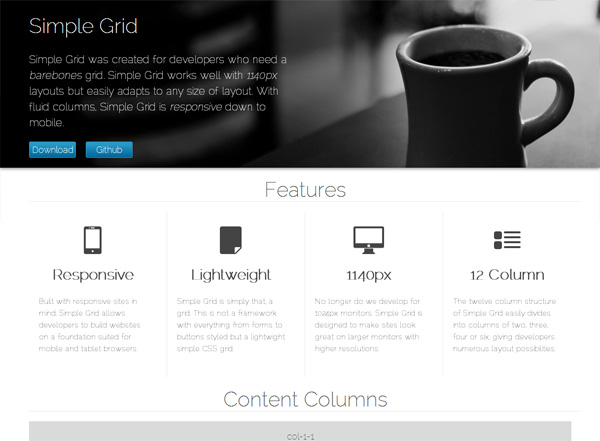 Simple Grid
Simple Grid was created for developers who need a
barebones grid. Simple Grid works well with 1140px
layouts but easily adapts to any size of layout. With
fluid columns, Simple Grid is responsive down to
mobile.
Download
Github
Features
Responsive
Built with responsive sites in
mind, Simple Grid allows
developers to build websites
on a foundation suited for
mobile and tablet browsers.
Lightweight
Simple Grid is simply that, a
grid. This is not a framework
with everything from forms to
buttons styled but a lightwight
simple CSS grid.
1140px
No longer do we develop for
1024px monitors. Simple Grid is
designed to make sites look
great on larger monitors with
higher resolutions.
12 Column
The twelve column structure
of Simple Grid easily divides
into columns of two, three,
four or six, giving developers
numerous layout possiblities.
Content Columns
col-1-1